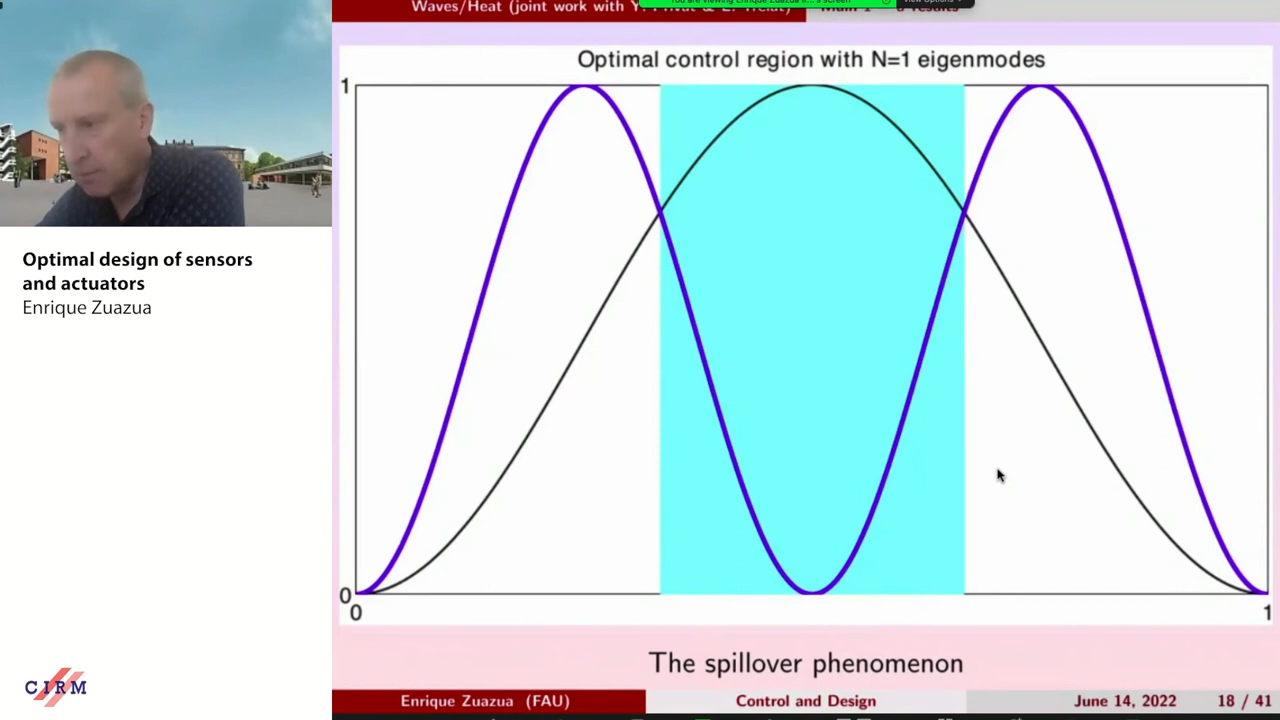 Waves/Heat (joint work with Y.
Optimal control region with N=1 eigenmodes
1
0
0
1
The spillover phenomenon
Enrique Zuazua (FAU)
Control and Design
June 14, 2022
18 / 41
Optimal design of sensors
and actuators
Enrique Zuazua
CIRM